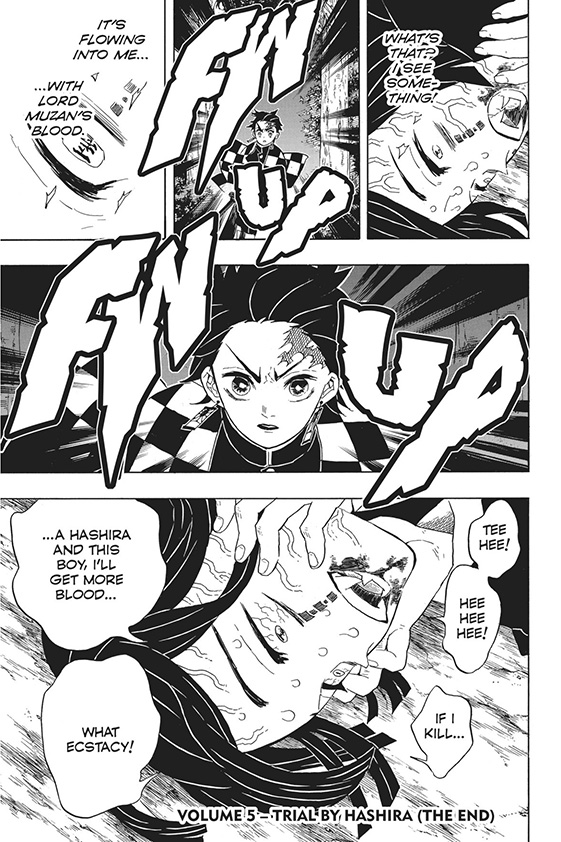 WHAT'S
THAT?
I SEE
SOME-
THING!
FW
UP
IT'S
FLOWING
INTO ME...
...WITH
LORD
MUZAN'S
BLOOD.
FW
UP
TEE
HEE!
HEE
HEE
HEE!
IF I
KILL...
...A HASHIRA
AND THIS
BOY, I'LL
GET MORE
BLOOD...
WHAT
ECSTACY!
VOLUME 5 – TRIAL BY HASHIRA (THE END)